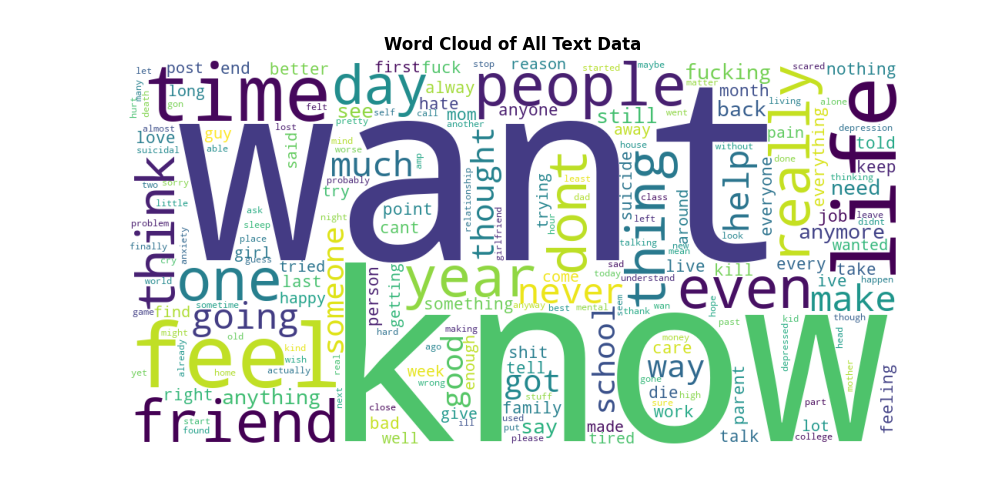 Word Cloud of All Text Data
let
post
end
better
first
fuck
stop
reason
started
maybe
fucking
scared
nothing
many
hurt
death
long
gon
time
felt
day
alway
see
self
hate
call
mom
another
people
anyone
still
matter
went
month
back
living
alone
really
life
almost
love
suicidal
guy
able
said
lost
pretty
mind
worse
much
amp
probably
try
want
thought
relationship
girlfriend
trying
hour
dont
least
dad
away
house
suicide
class
left
thing
talking
around
new
mean
without
help
look
everyone
pain
done
everything
depression
told
keep
thinking
need
job
leave
didnt
anymore
wanted
think
two
sorry
little
problem
finally
anxiety
cry
world
ask
sleep
place
girl
guess
night
point
cant
one
tried
last
happy
sometime
someone
person
getting
year
something
anyway
come
never
best
mental
sad
today
understand
seem
thank
wan
live
kill
even
hope
every
take
ive
happen
make
game
find
going
might
old
feel
yet
already
home
kind
wish
actually
real
next
hard
know
ago
week
wrong
making
good
enough
shit
tell
got
stuff
school
money
care
way
gone
die
high
sure
work
past
kid
depressed
though
head
mother
parent
feeling
right
anything
start
found
friend
close
bad
well
give
ill
used
put
please
family
say
made
tired
talk
part
lot
college